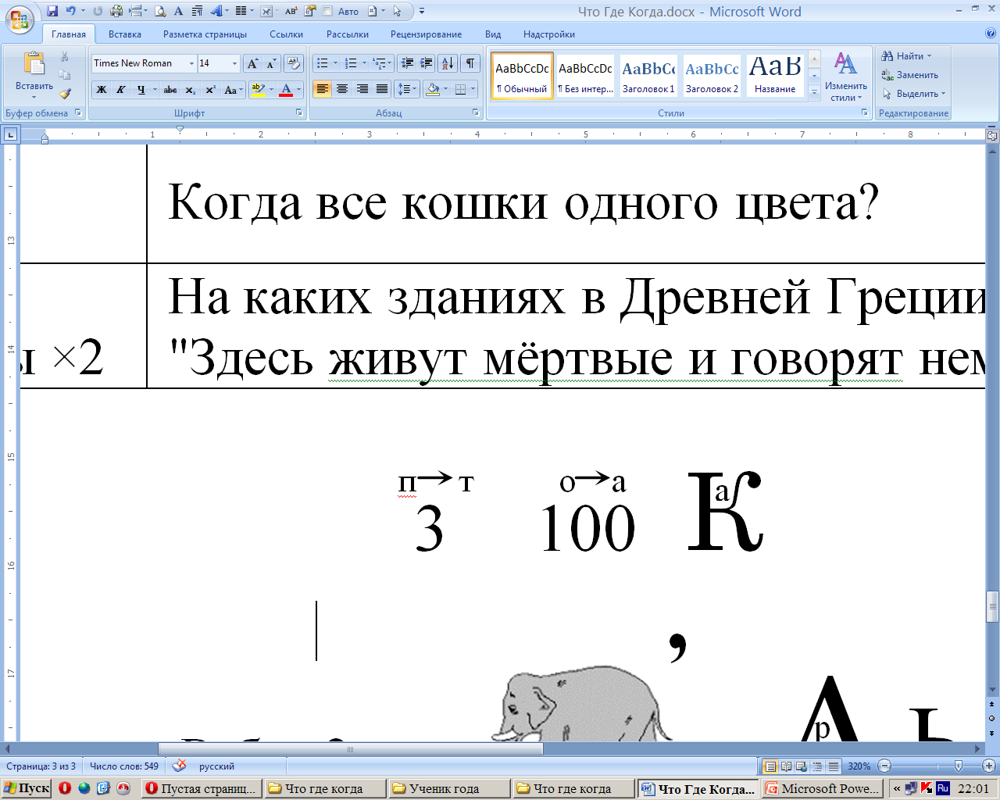 Авто
Что Где Когда.docx - Microsoft Word
Главная Вставка Разметка страницы Ссылки Рассылки Рецензирование Вид Надстройки
Вставить
Times New Roman 14
Ж К Ч abc x₂ x² Aa
AaBbCcDc AaBbCcDc AaBbCc AaBbCc AaB
¶ Обычный ¶ Без интер... Заголовок 1 Заголовок 2 Название
Изменить стили
Найти
Заменить
Выделить
Буфер обмена Шрифт Абзац Стили Редактирование
1 2 3 4 5 6 7 8
13
14
15
16
17
Когда все кошки одного цвета?
На каких зданиях в Древней Греции
ы ×2 "Здесь живут мёртвые и говорят нем
п→т о→а
3 100 К а
,
А р ь
Страница: 3 из 3 Число слов: 549 русский 320%
Пуск Пустая страниц... Что где когда Ученик года Что где когда Что Где Когда... Microsoft Powe... « Ru 22:01